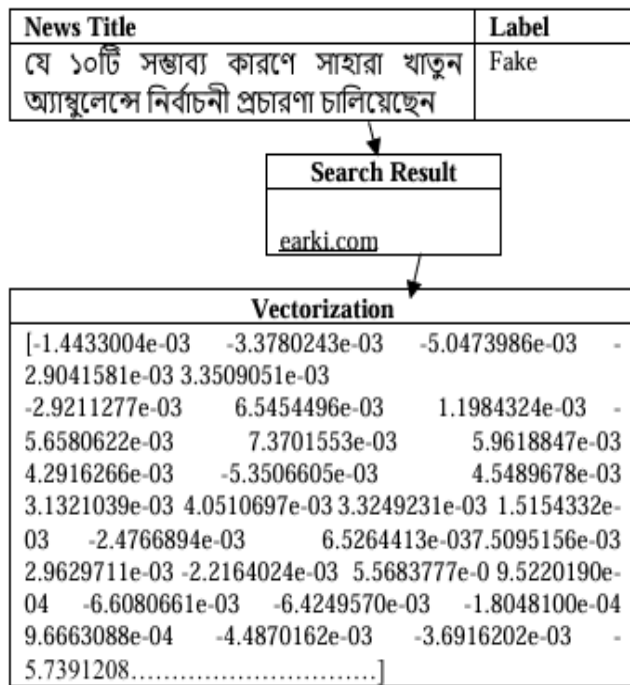 News Title Label
যে ১০টি সম্ভাব্য কারণে সাহারা খাতুন Fake
অ্যাম্বুলেন্সে নির্বাচনী প্রচারণা চালিয়েছেন
Search Result
earki.com
Vectorization
[-1.4433004e-03 -3.3780243e-03 -5.0473986e-03 -
2.9041581e-03 3.3509051e-03
-2.9211277e-03 6.5454496e-03 1.1984324e-03 -
5.6580622e-03 7.3701553e-03 5.9618847e-03
4.2916266e-03 -5.3506605e-03 4.5489678e-03
3.1321039e-03 4.0510697e-03 3.3249231e-03 1.5154332e-
03 -2.4766894e-03 6.5264413e-037.5095156e-03
2.9629711e-03 -2.2164024e-03 5.5683777e-0 9.5220190e-
04 -6.6080661e-03 -6.4249570e-03 -1.8048100e-04
9.6663088e-04 -4.4870162e-03 -3.6916202e-03 -
5.7391208..............................]